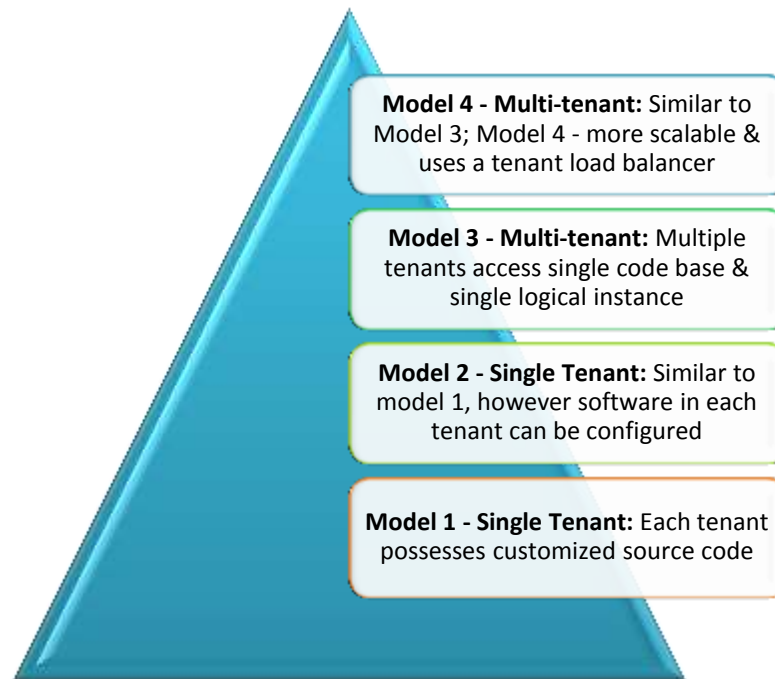 Model 4 - Multi-tenant: Similar to
Model 3; Model 4 - more scalable &
uses a tenant load balancer
Model 3 - Multi-tenant: Multiple
tenants access single code base &
single logical instance
Model 2 - Single Tenant: Similar to
model 1, however software in each
tenant can be configured
Model 1 - Single Tenant: Each tenant
possesses customized source code